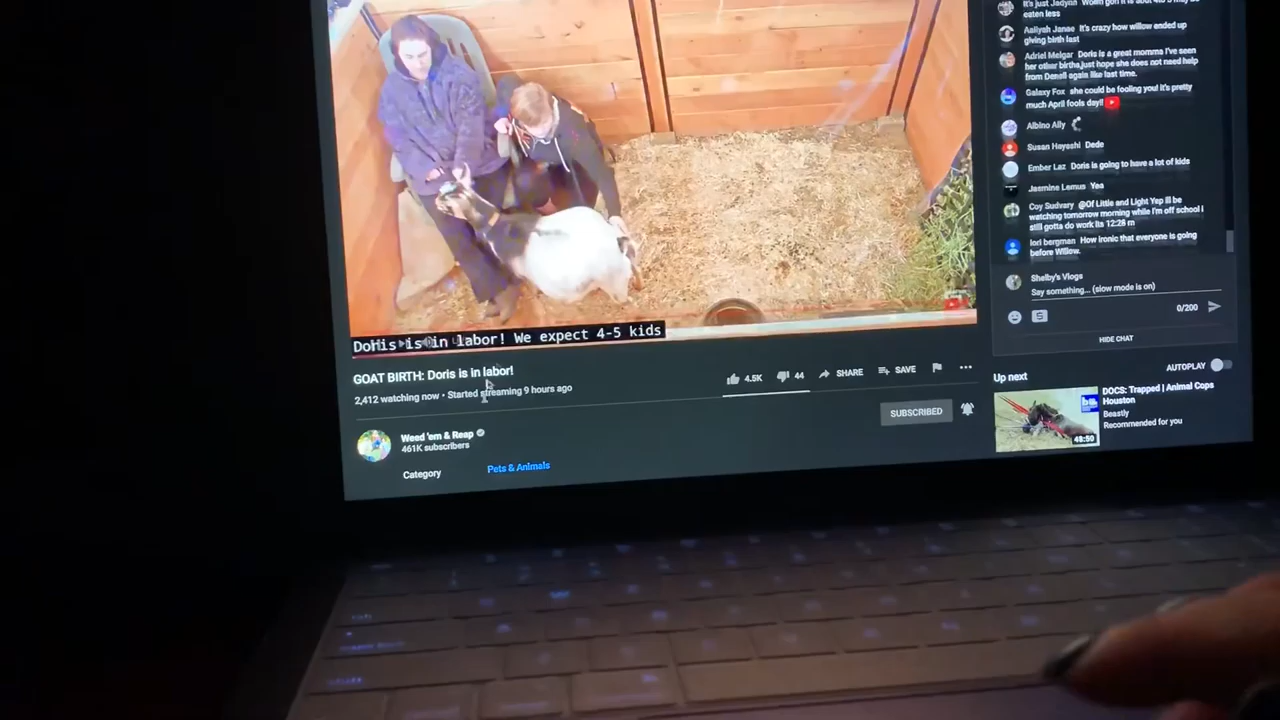 It's just Jadynn
eaten less
Aaliyah Janae It's crazy how willow ended up
giving birth last
Adriel Melgar Doris is a great momma I've seen
her other births,just hope she does not need help
from Denell again like last time.
Galaxy Fox she could be fooling you! It's pretty
much April fools day!!
Albino Ally
Susan Hayashi Dede
Ember Laz Doris is going to have a lot of kids
Jasmine Lemus Yea
Coy Sudvary @Of Little and Light Yep Ill be
watching tomorrow morning while I'm off school I
still gotta do work its 12:28 m
lori bergman How ironic that everyone is going
before Willow.
Shelby's Vlogs
Say something... (slow mode is on)
0/200
HIDE CHAT
Doris is in labor! We expect 4-5 kids
GOAT BIRTH: Doris is in labor!
2,412 watching now • Started streaming 9 hours ago
4.5K 44 SHARE SAVE
Weed 'em & Reap
461K subscribers
SUBSCRIBED
Category Pets & Animals
Up next AUTOPLAY
DOCS: Trapped | Animal Cops
Houston
Beastly
Recommended for you
48:50